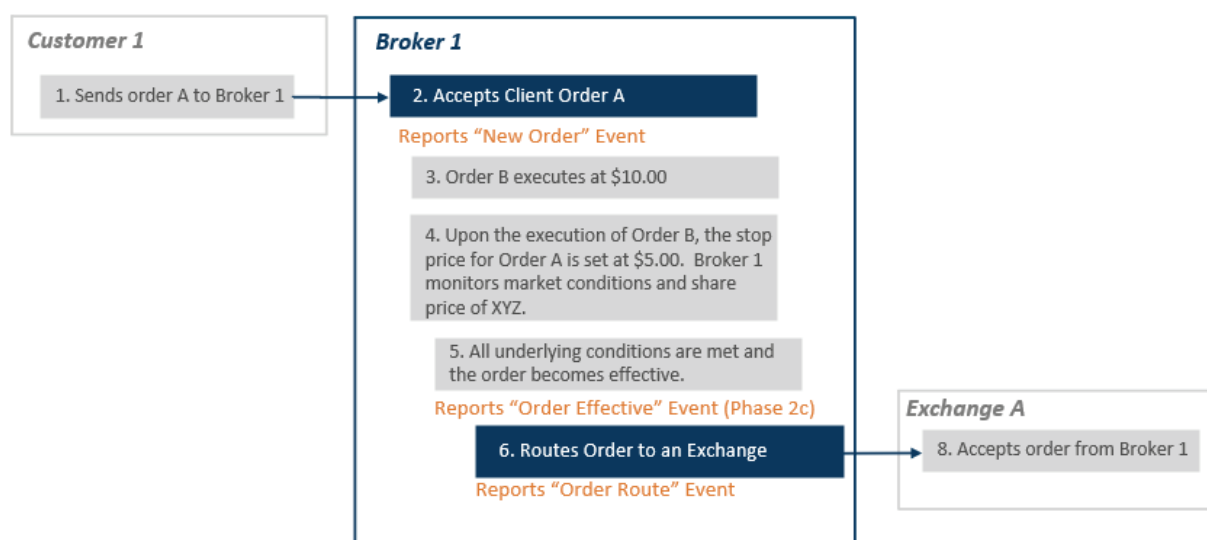 Customer 1
1. Sends order A to Broker 1
Broker 1
2. Accepts Client Order A
Reports “New Order” Event
3. Order B executes at $10.00
4. Upon the execution of Order B, the stop
price for Order A is set at $5.00.  Broker 1
monitors market conditions and share
price of XYZ.
5. All underlying conditions are met and
the order becomes effective.
Reports “Order Effective” Event (Phase 2c)
6. Routes Order to an Exchange
Reports “Order Route” Event
Exchange A
8. Accepts order from Broker 1